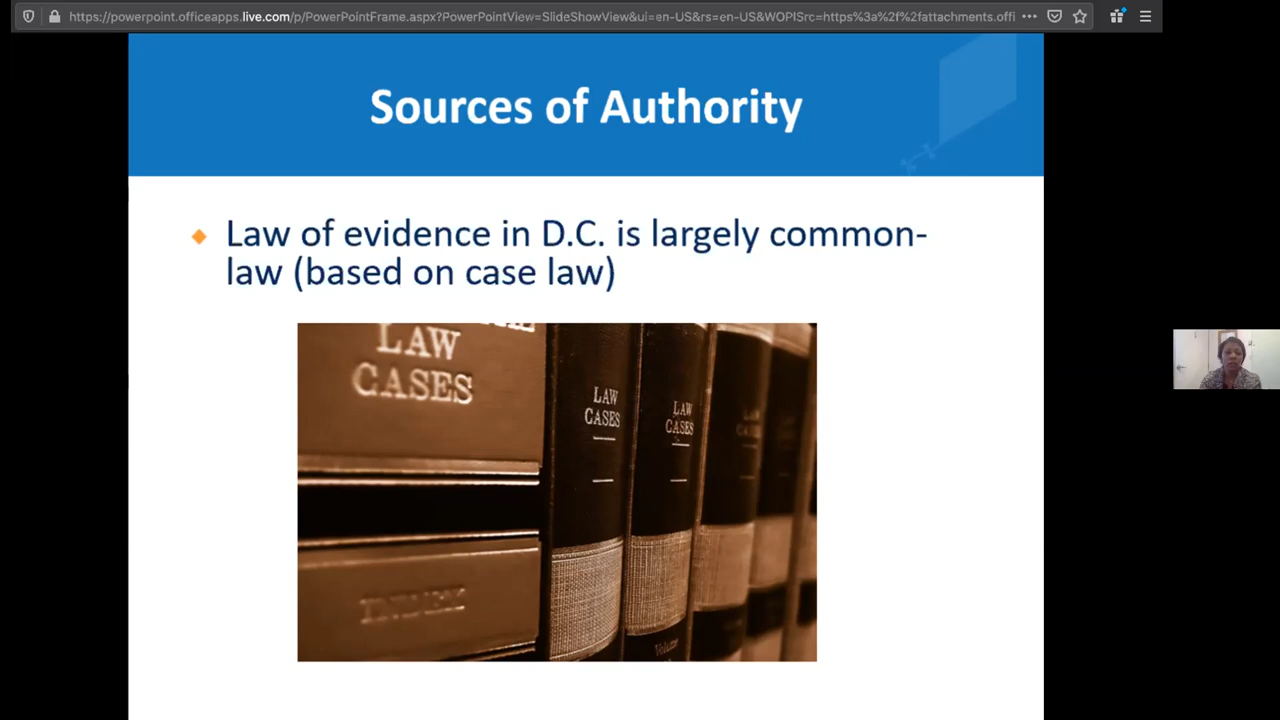 https://powerpoint.officeapps.live.com/p/PowerPointFrame.aspx?PowerPointView=SlideShowView&ui=en-US&rs=en-US&WOPISrc=https%3a%2f%2fattachments.offi
Sources of Authority
Law of evidence in D.C. is largely common-
law (based on case law)
LAW
CASES
INDEX
LAW
CASES
LAW
CASES
Volume